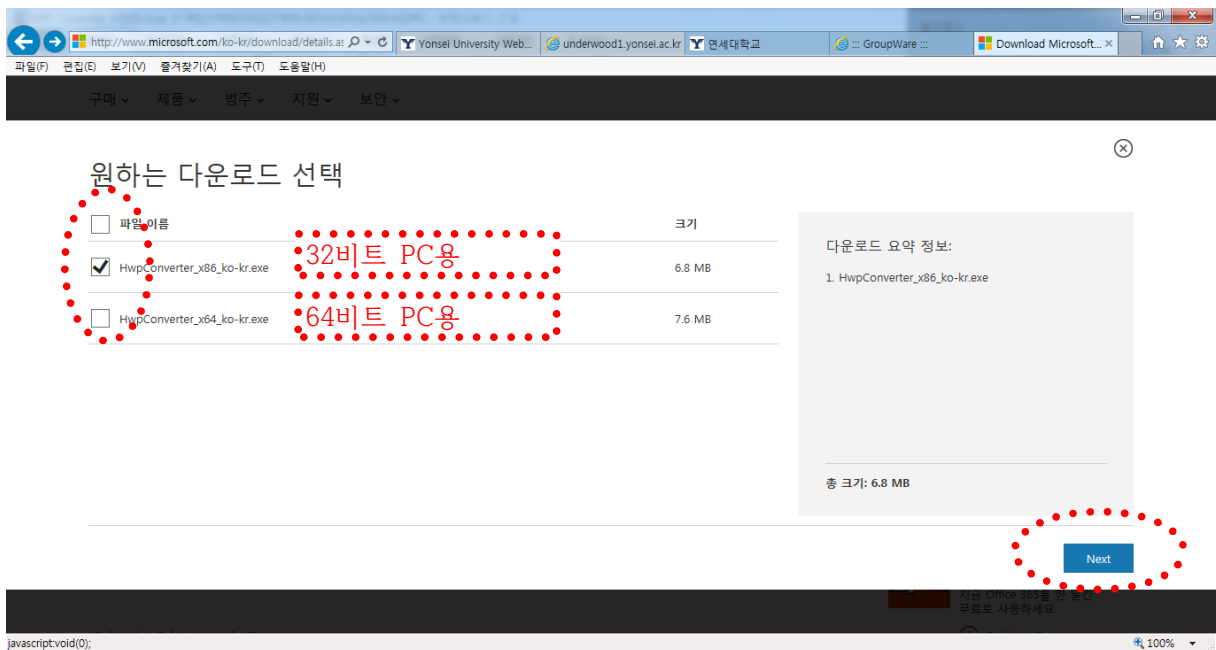 http://www.microsoft.com/ko-kr/download/details.as
Yonsei University Web...
underwood1.yonsei.ac.kr
연세대학교
::: GroupWare :::
Download Microsoft...
파일(F) 편집(E) 보기(V) 즐겨찾기(A) 도구(T) 도움말(H)
구매 제품 범주 지원 보안
원하는 다운로드 선택
파일 이름 크기
HwpConverter_x86_ko-kr.exe 32비트 PC용 6.8 MB
HwpConverter_x64_ko-kr.exe 64비트 PC용 7.6 MB
다운로드 요약 정보:
1. HwpConverter_x86_ko-kr.exe
총 크기: 6.8 MB
Next
지금 Office 365를 한 달간
무료로 사용하세요
javascript:void(0);
100%